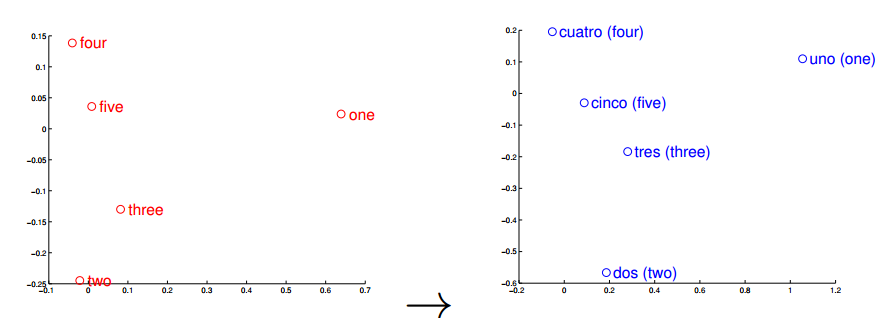 0.15
four
0.1
five
0.05
one
0
−0.05
−0.1
three
−0.15
−0.2
two
−0.25
−0.1 0 0.1 0.2 0.3 0.4 0.5 0.6 0.7
→
0.2
cuatro (four)
uno (one)
0.1
0
cinco (five)
−0.1
tres (three)
−0.2
−0.3
−0.4
−0.5
dos (two)
−0.6
−0.2 0 0.2 0.4 0.6 0.8 1 1.2